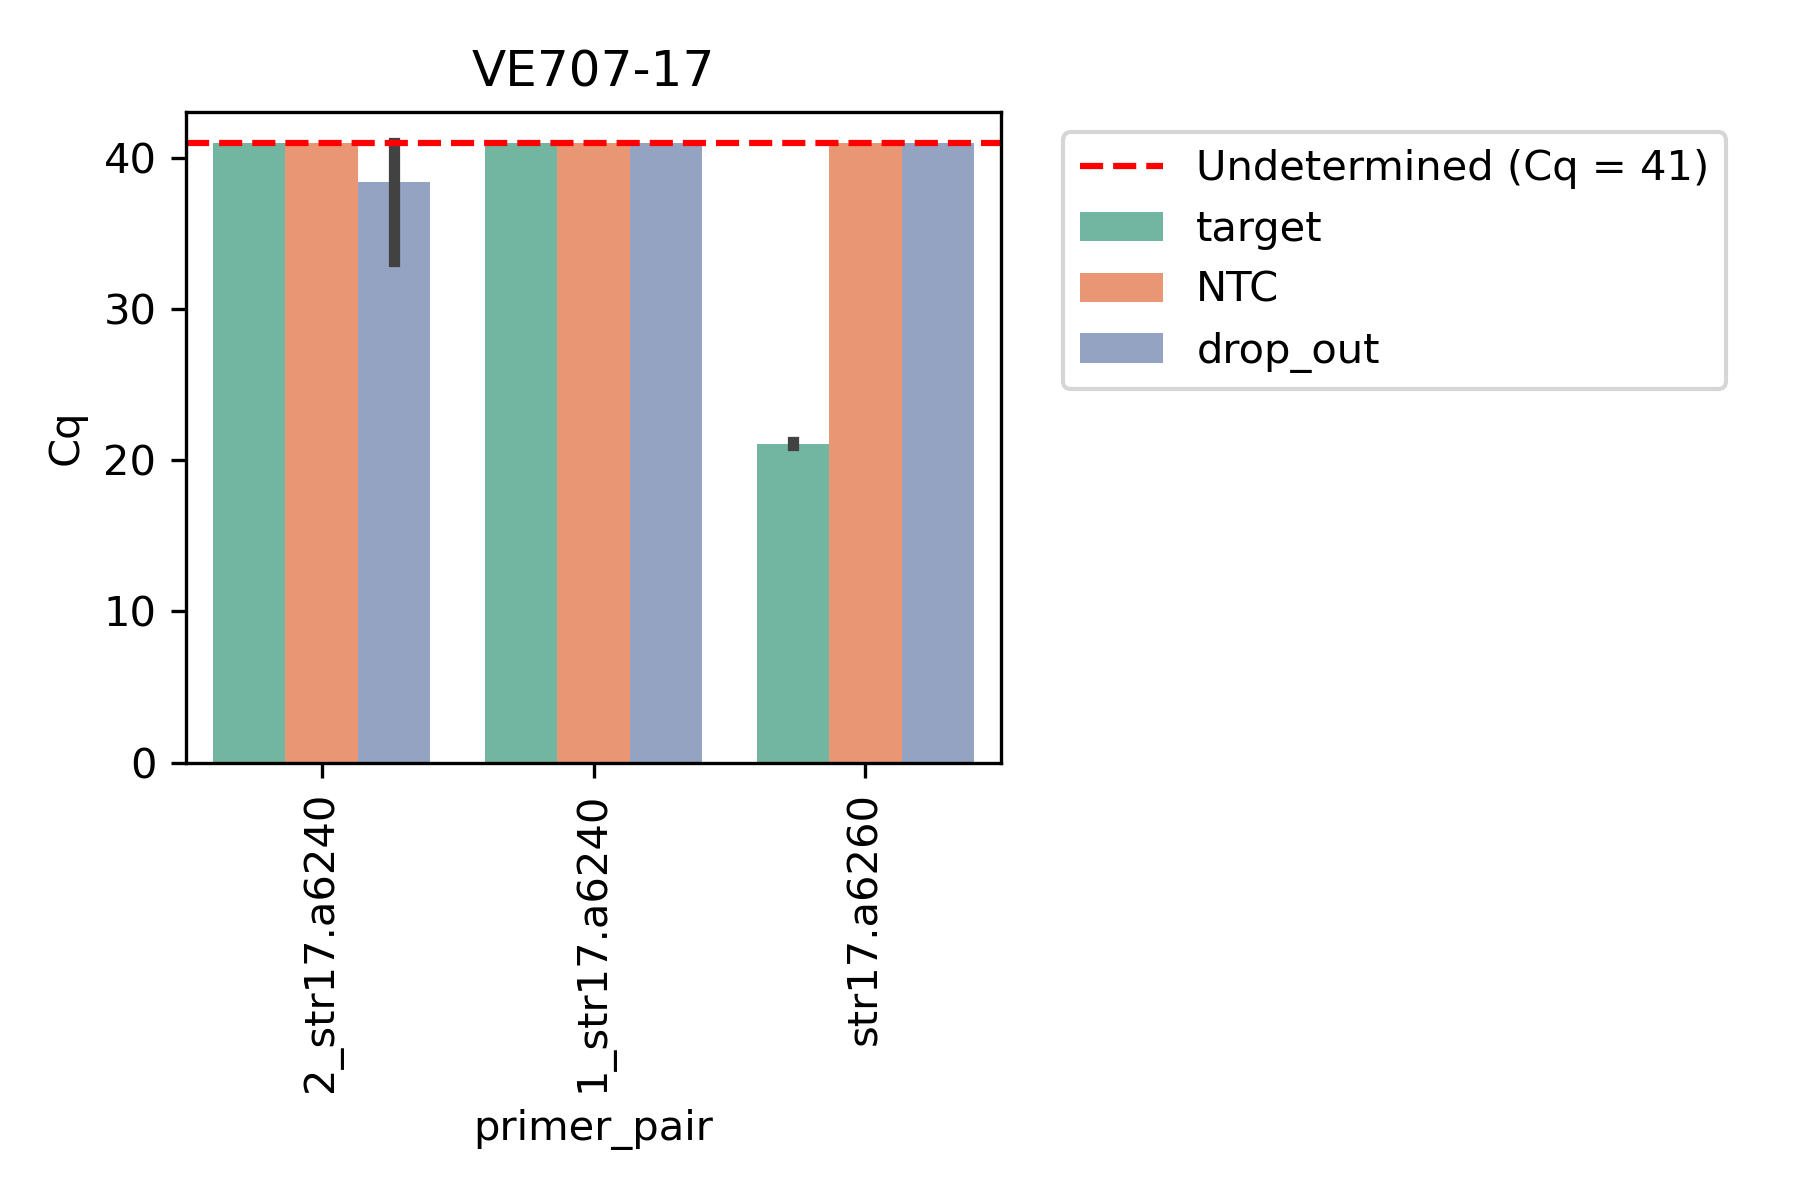 VE707-17
Cq
40
30
20
10
0
2_str17.a6240
1_str17.a6240
str17.a6260
primer_pair
Undetermined (Cq = 41)
target
NTC
drop_out